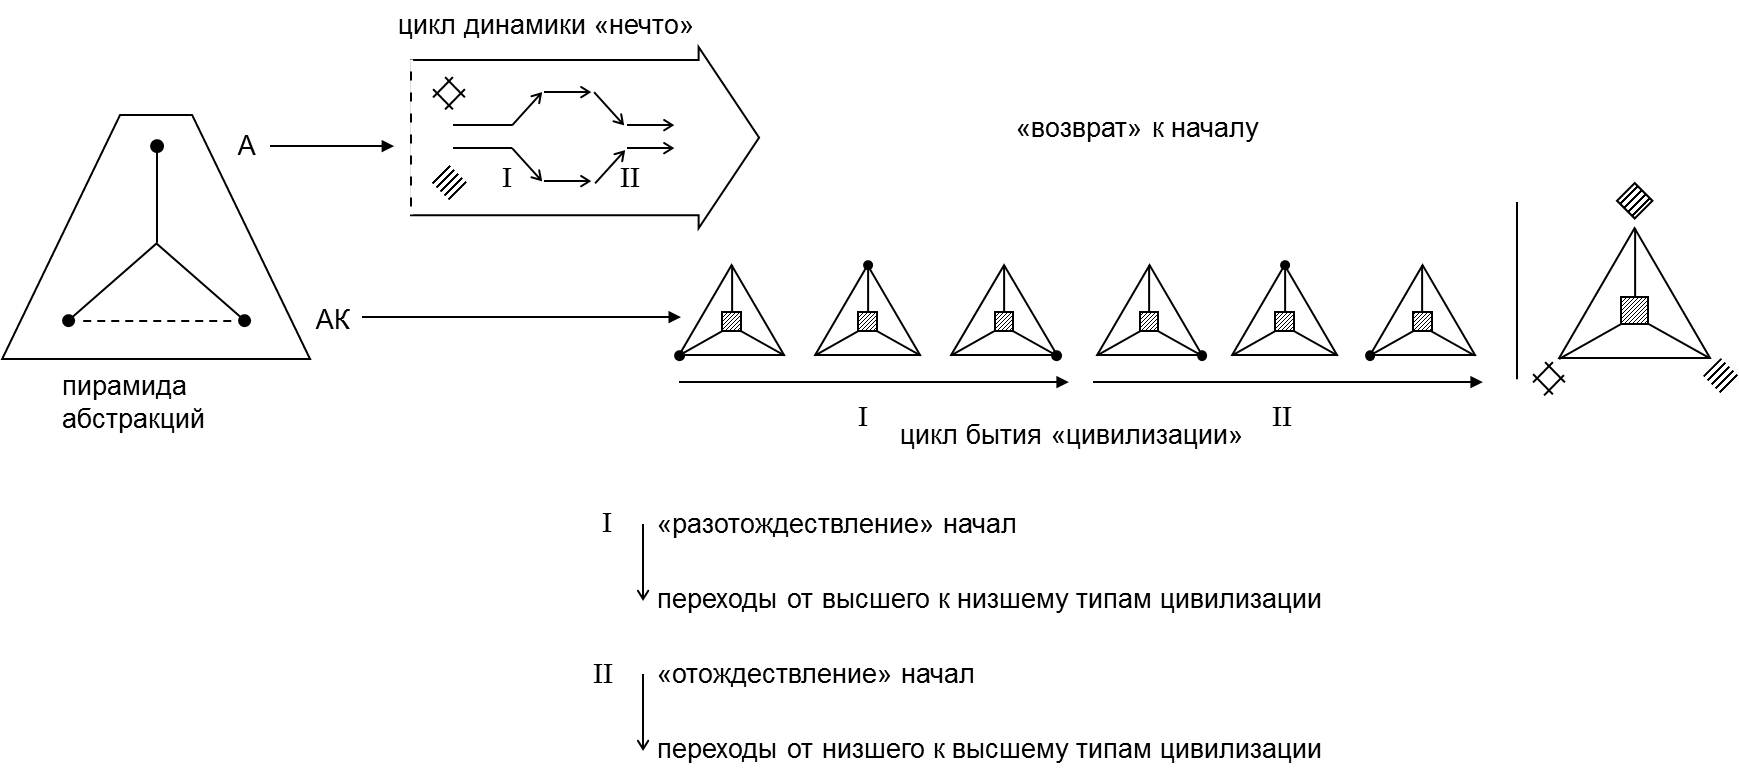 цикл динамики «нечто»
«возврат» к началу
А
I
II
АК
пирамида
абстракций
I
II
цикл бытия «цивилизации»
I
«разотождествление» начал
переходы от высшего к низшему типам цивилизации
II
«отождествление» начал
переходы от низшего к высшему типам цивилизации